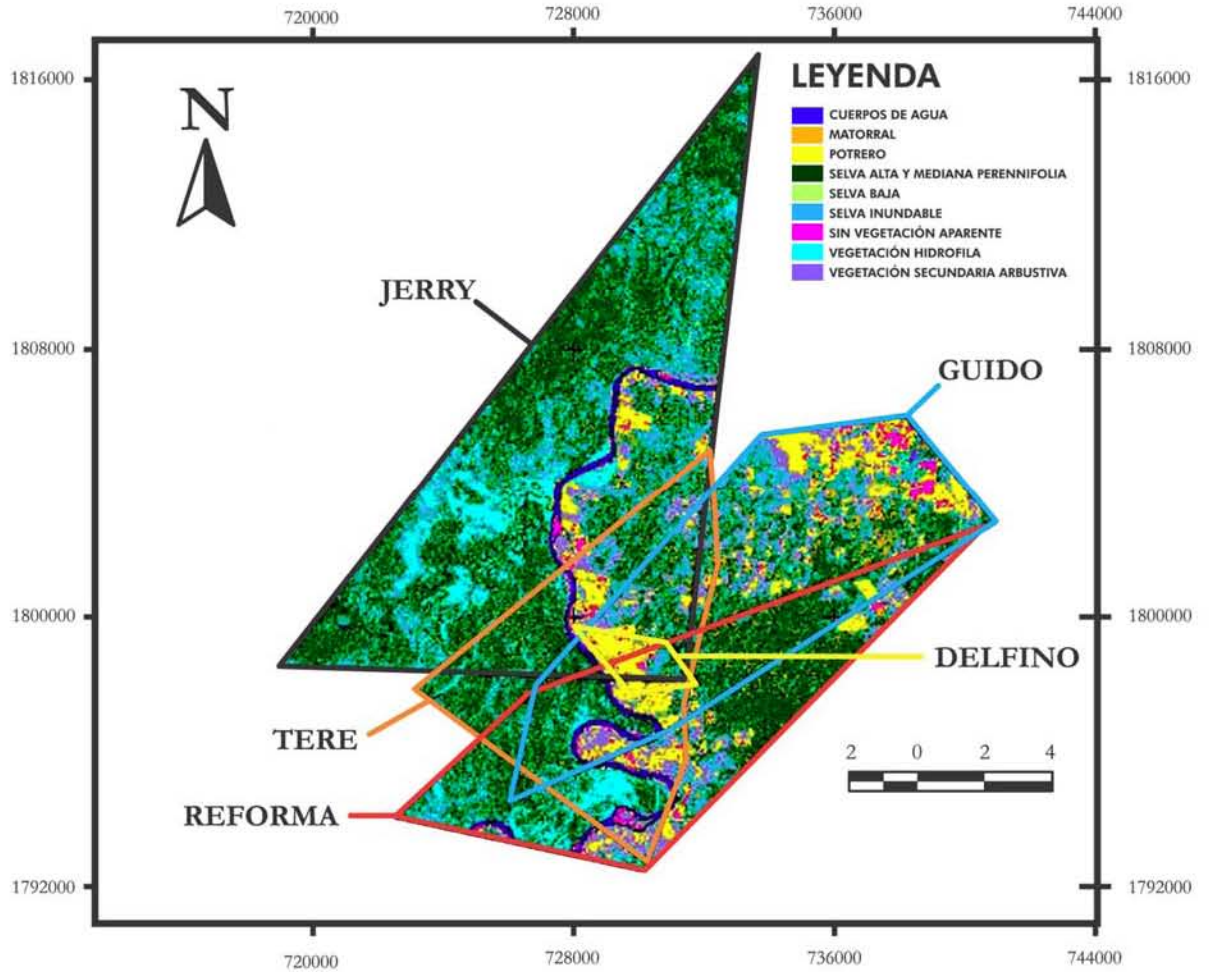 720000 728000 736000 744000
1816000
1816000
N
LEYENDA
CUERPOS DE AGUA
MATORRAL
POTRERO
SELVA ALTA Y MEDIANA PERENNIFOLIA
SELVA BAJA
SELVA INUNDABLE
SIN VEGETACIÓN APARENTE
VEGETACIÓN HIDROFILA
VEGETACIÓN SECUNDARIA ARBUSTIVA
JERRY
1808000
1808000
GUIDO
1800000
1800000
DELFINO
TERE
2 0 2 4
REFORMA
1792000
1792000
720000 728000 736000 744000